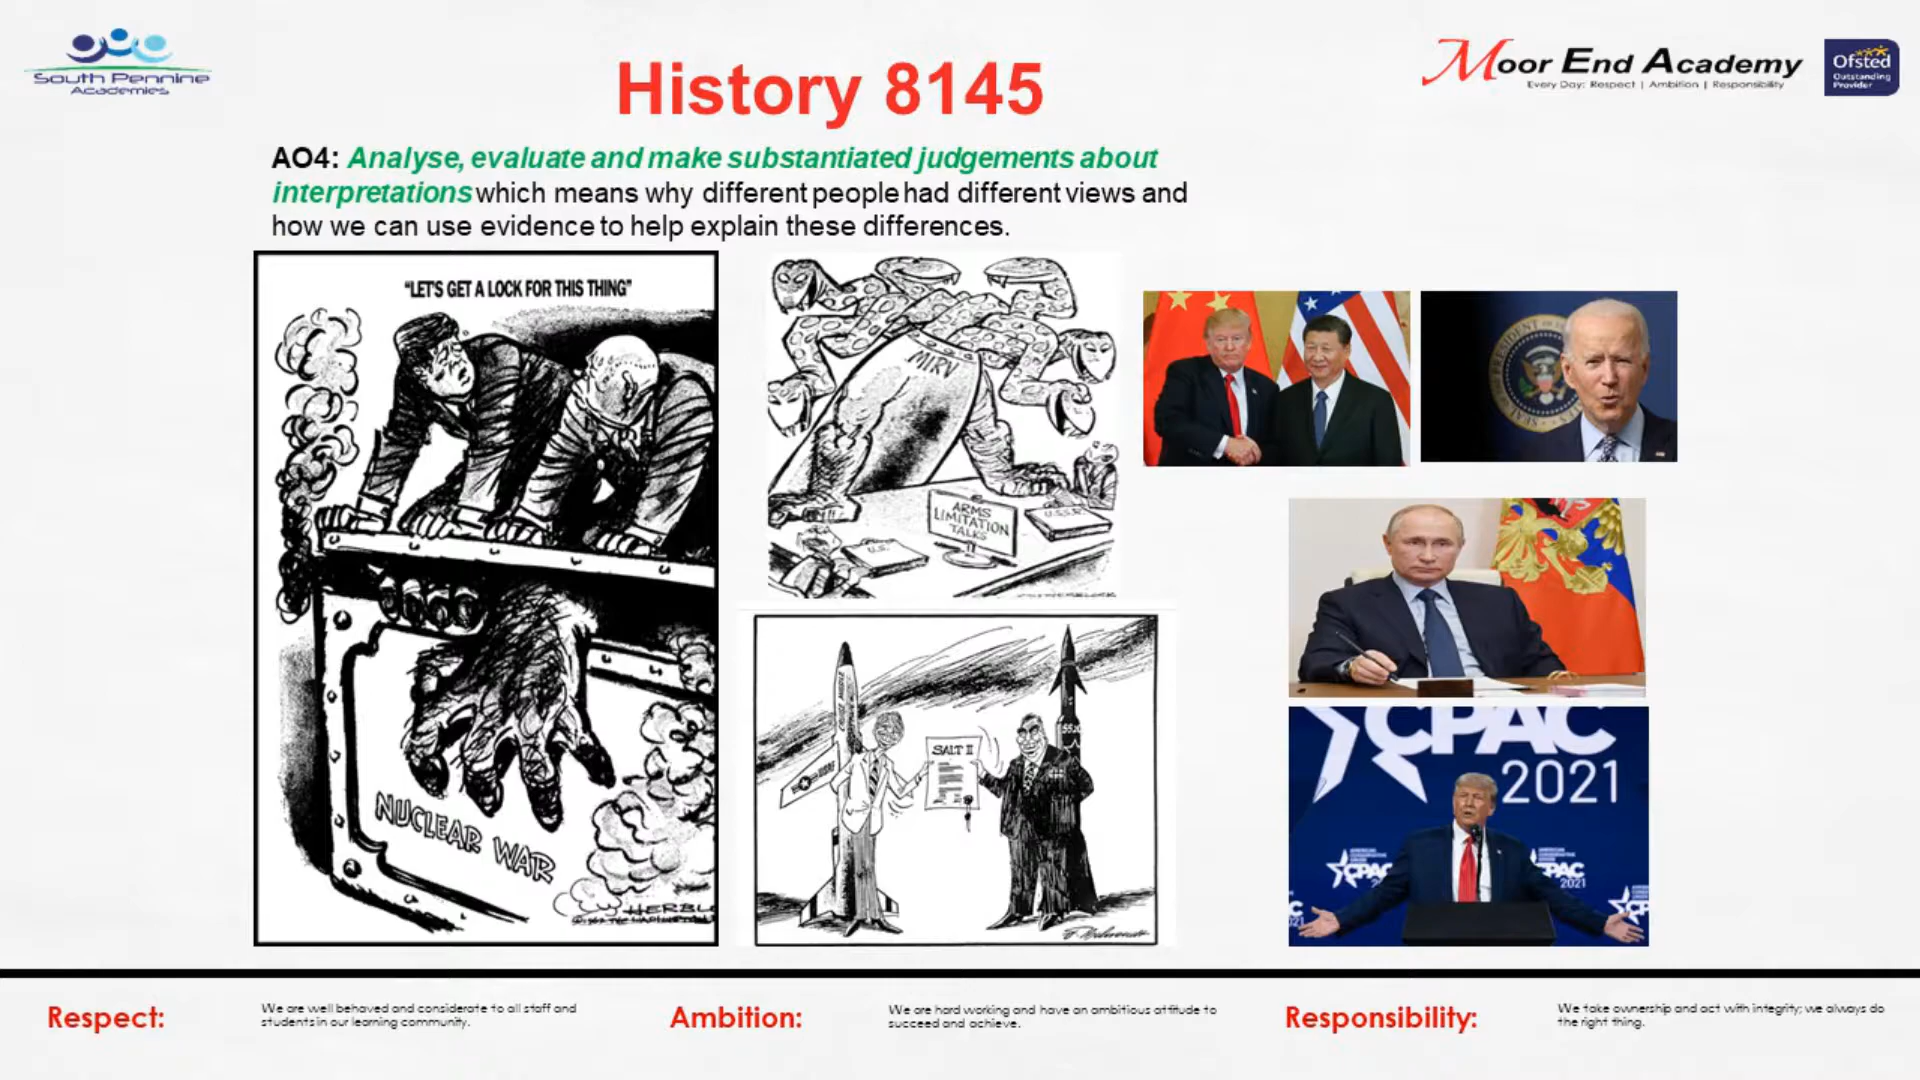 South Pennine
Academies
History 8145
Moor End Academy
Every Day: Respect | Ambition | Responsibility
Ofsted
Outstanding
Provider
AO4: Analyse, evaluate and make substantiated judgements about
interpretations which means why different people had different views and
how we can use evidence to help explain these differences.
"LET'S GET A LOCK FOR THIS THING"
NUCLEAR WAR
HERBL
MIRV
ARMS
LIMITATION
TALKS
U.S.
U.S.S.R.
SALT II
CPAC
2021
CPAC
CPAC
2021
Respect:
We are well behaved and considerate to all staff and
students in our learning community.
Ambition:
We are hard working and have an ambitious attitude to
succeed and achieve.
Responsibility:
We take ownership and act with integrity; we always do
the right thing.